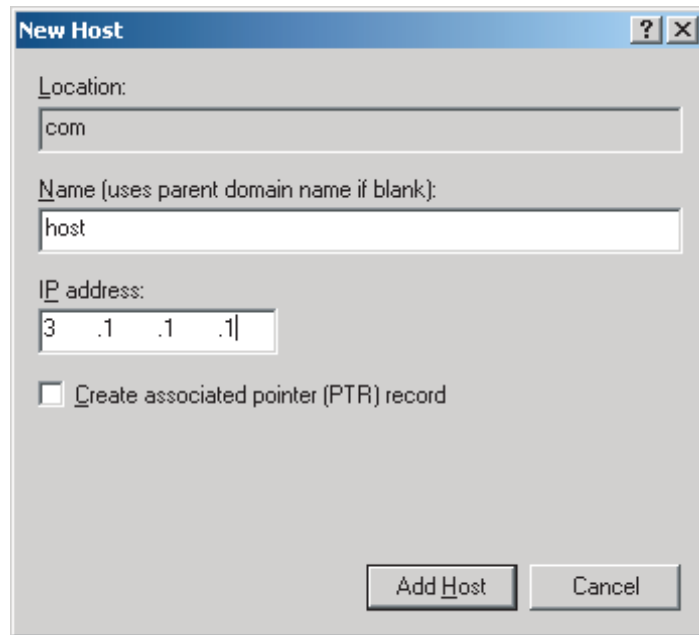 New Host
Location:
com
Name (uses parent domain name if blank):
host
IP address:
3 .1 .1 .1
Create associated pointer (PTR) record
Add Host Cancel